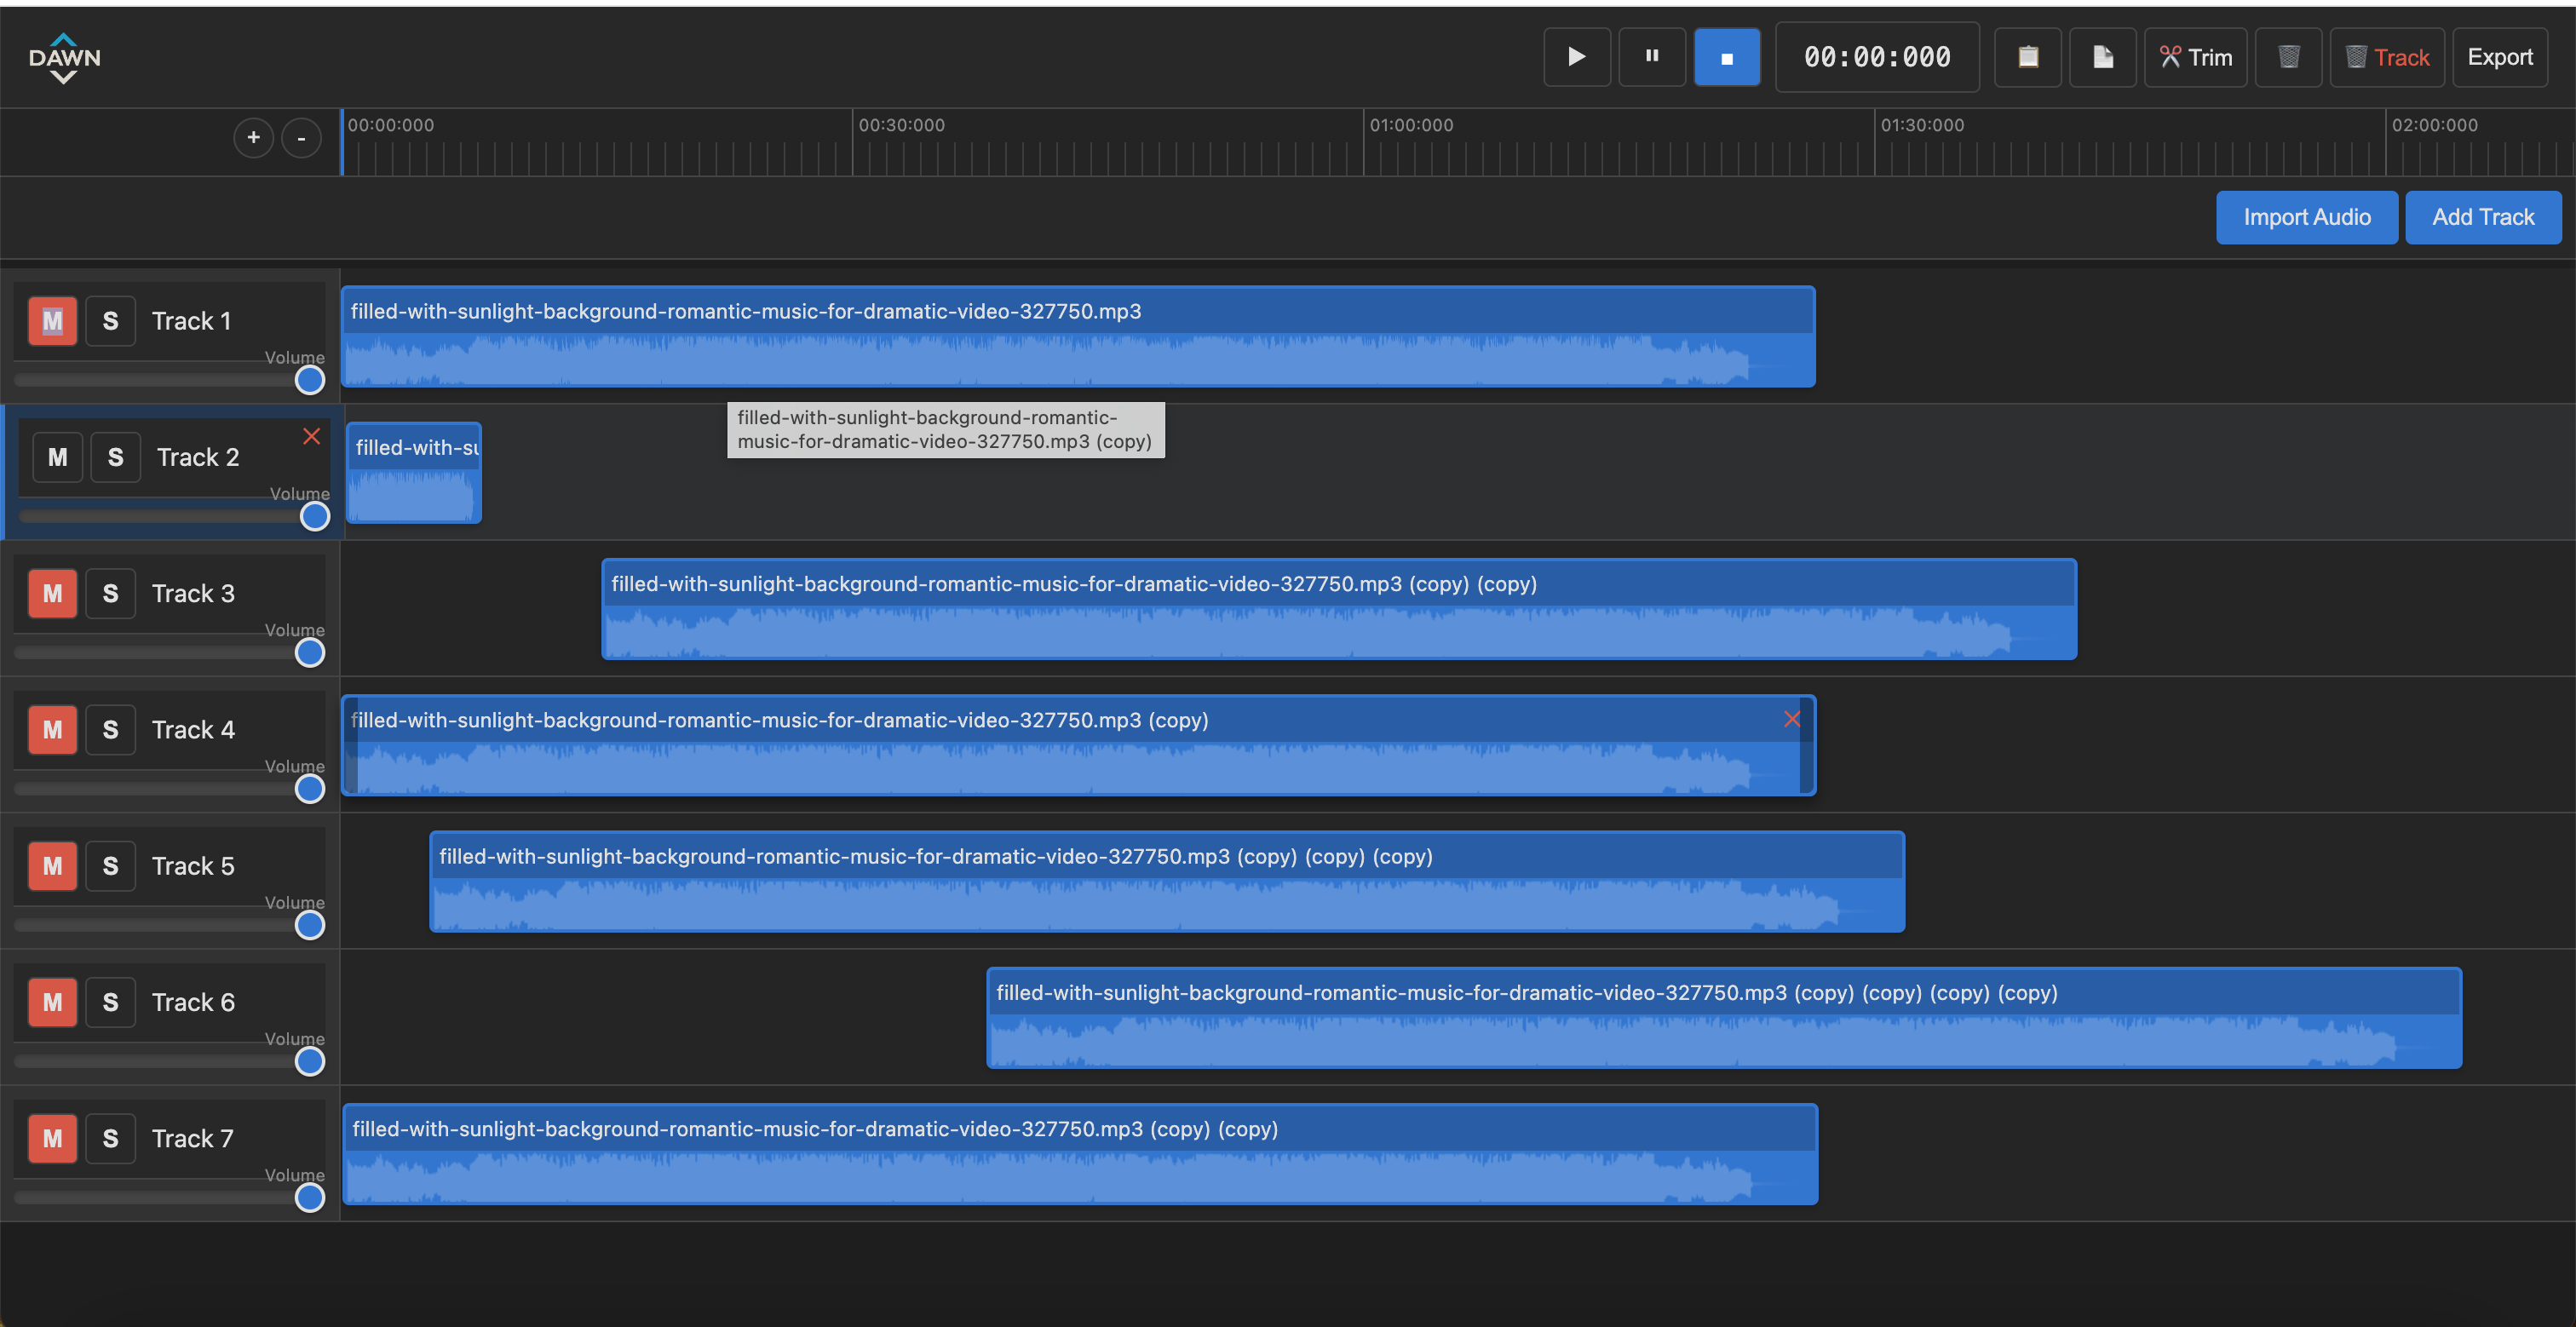 DAWN
00:00:000
Trim
Track
Export
+
-
00:00:000
00:30:000
01:00:000
01:30:000
02:00:000
Import Audio
Add Track
M
S
Track 1
Volume
filled-with-sunlight-background-romantic-music-for-dramatic-video-327750.mp3
M
S
Track 2
Volume
filled-with-su
filled-with-sunlight-background-romantic-
music-for-dramatic-video-327750.mp3 (copy)
M
S
Track 3
Volume
filled-with-sunlight-background-romantic-music-for-dramatic-video-327750.mp3 (copy) (copy)
M
S
Track 4
Volume
filled-with-sunlight-background-romantic-music-for-dramatic-video-327750.mp3 (copy)
M
S
Track 5
Volume
filled-with-sunlight-background-romantic-music-for-dramatic-video-327750.mp3 (copy) (copy) (copy)
M
S
Track 6
Volume
filled-with-sunlight-background-romantic-music-for-dramatic-video-327750.mp3 (copy) (copy) (copy) (copy)
M
S
Track 7
Volume
filled-with-sunlight-background-romantic-music-for-dramatic-video-327750.mp3 (copy) (copy)